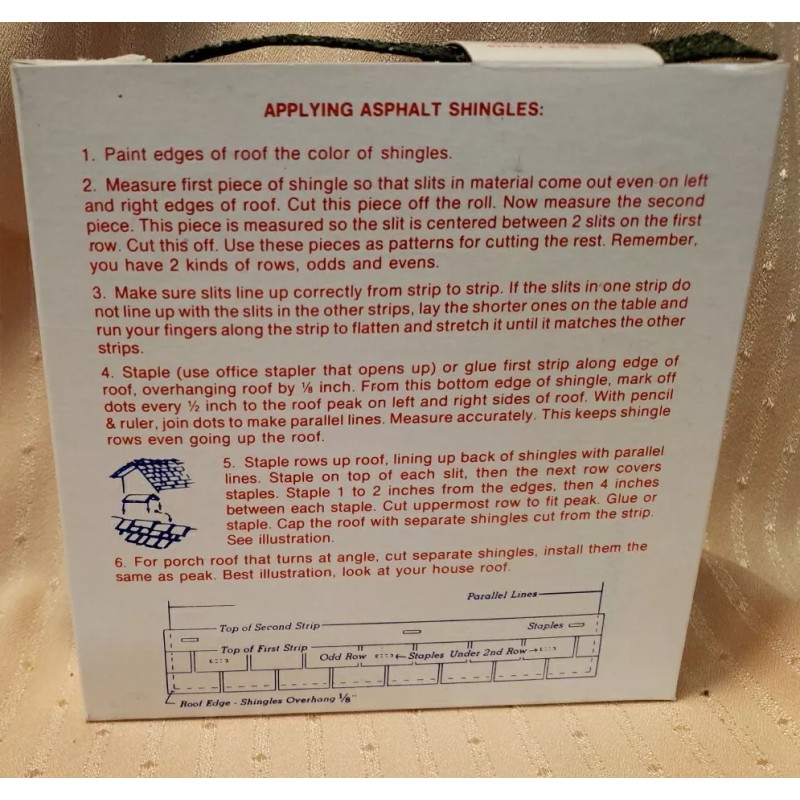 APPLYING ASPHALT SHINGLES:
1. Paint edges of roof the color of shingles.
2. Measure first piece of shingle so that slits in material come out even on left
and right edges of roof. Cut this piece off the roll. Now measure the second
piece. This piece is measured so the slit is centered between 2 slits on the first
row. Cut this off. Use these pieces as patterns for cutting the rest. Remember,
you have 2 kinds of rows, odds and evens.
3. Make sure slits line up correctly from strip to strip. If the slits in one strip do
not line up with the slits in the other strips, lay the shorter ones on the table and
run your fingers along the strip to flatten and stretch it until it matches the other
strips.
4. Staple (use office stapler that opens up) or glue first strip along edge of
roof, overhanging roof by ⅛ inch. From this bottom edge of shingle, mark off
dots every ½ inch to the roof peak on left and right sides of roof. With pencil
& ruler, join dots to make parallel lines. Measure accurately. This keeps shingle
rows even going up the roof.
5. Staple rows up roof, lining up back of shingles with parallel
lines. Staple on top of each slit, then the next row covers
staples. Staple 1 to 2 inches from the edges, then 4 inches
between each staple. Cut uppermost row to fit peak. Glue or
staple. Cap the roof with separate shingles cut from the strip.
See illustration.
6. For porch roof that turns at angle, cut separate shingles, install them the
same as peak. Best illustration, look at your house roof.
Parallel Lines
Top of Second Strip Staples
Top of First Strip Odd Row Staples Under 2nd Row
Roof Edge - Shingles Overhang ⅛"